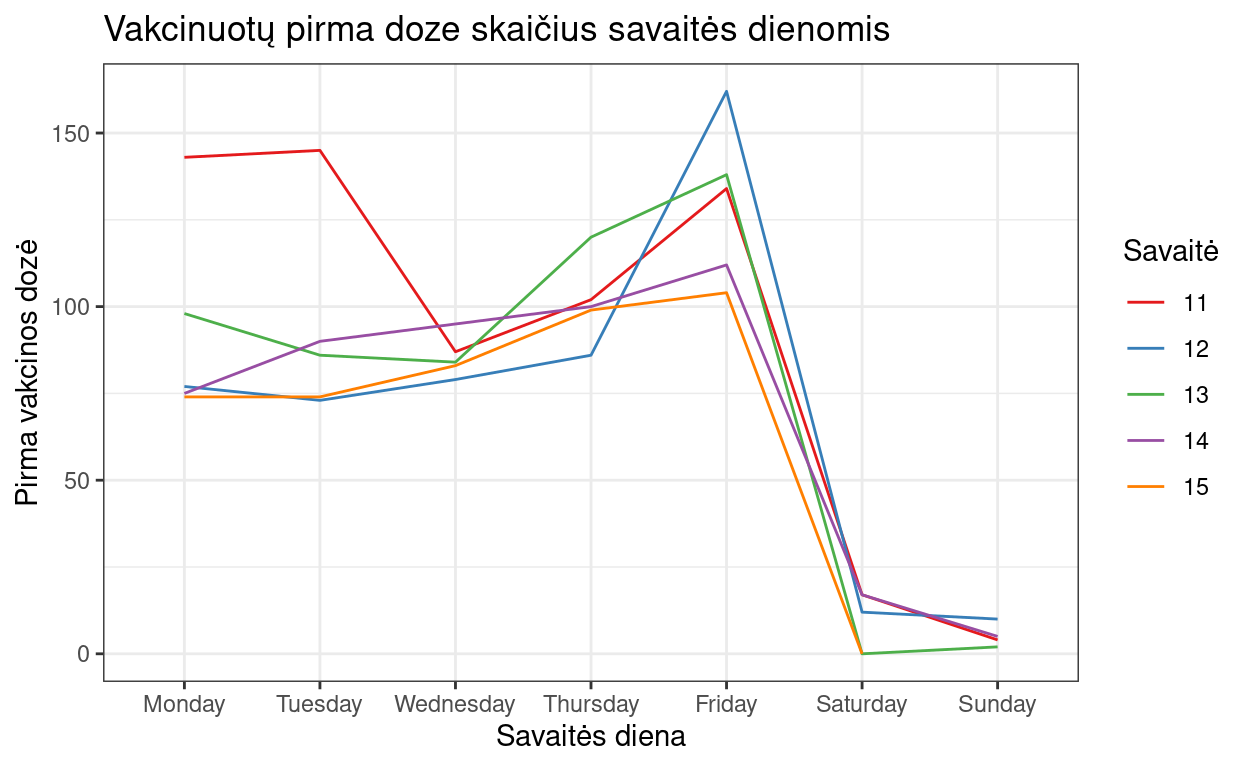 Vakcinuotų pirma doze skaičius savaitės dienomis
Pirma vakcinos dozė
150
100
50
0
Monday Tuesday Wednesday Thursday Friday Saturday Sunday
Savaitės diena
Savaitė
11
12
13
14
15